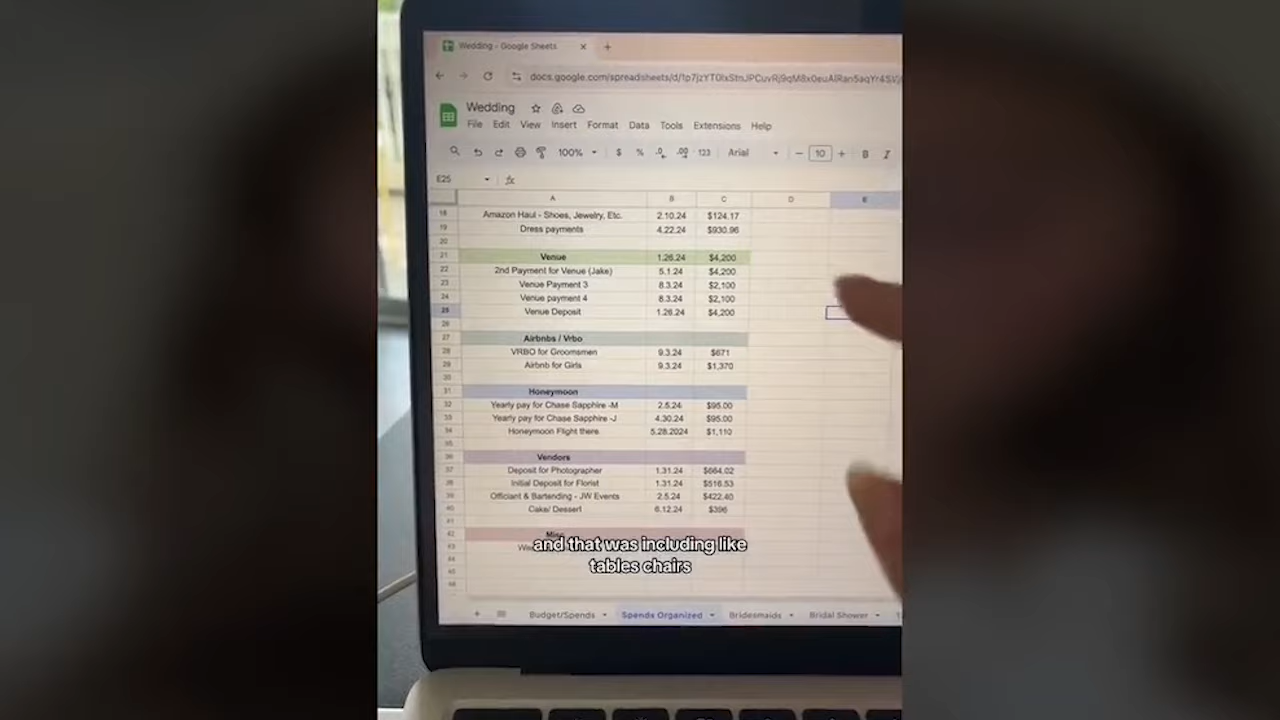 Wedding - Google Sheets × +
docs.google.com/spreadsheets/d/
Wedding
File Edit View Insert Format Data Tools Extensions Help
100% $ % .0 .00 123 Arial − 10 + B I
E25 fx
A B C D E
18 Amazon Haul - Shoes, Jewelry, Etc. 2.10.24 $124.17
19 Dress payments 4.22.24 $930.96
20
21 Venue 1.26.24 $4,200
22 2nd Payment for Venue (Jake) 5.1.24 $4,200
23 Venue Payment 3 8.3.24 $2,100
24 Venue payment 4 8.3.24 $2,100
25 Venue Deposit 1.26.24 $4,200
26
27 Airbnbs / Vrbo
28 VRBO for Groomsmen 9.3.24 $671
29 Airbnb for Girls 9.3.24 $1,370
30
31 Honeymoon
32 Yearly pay for Chase Sapphire -M 2.5.24 $95.00
33 Yearly pay for Chase Sapphire -J 4.30.24 $95.00
34 Honeymoon Flight there 5.28.2024 $1,110
35
36 Vendors
37 Deposit for Photographer 1.31.24 $664.02
38 Initial Deposit for Florist 1.31.24 $516.53
39 Officiant & Bartending - JW Events 2.5.24 $422.40
40 Cake/ Dessert 6.12.24 $396
41
42
43
44
45
46
and that was including like
tables chairs
+ Budget/Spends Spends Organized Bridesmaids Bridal Shower